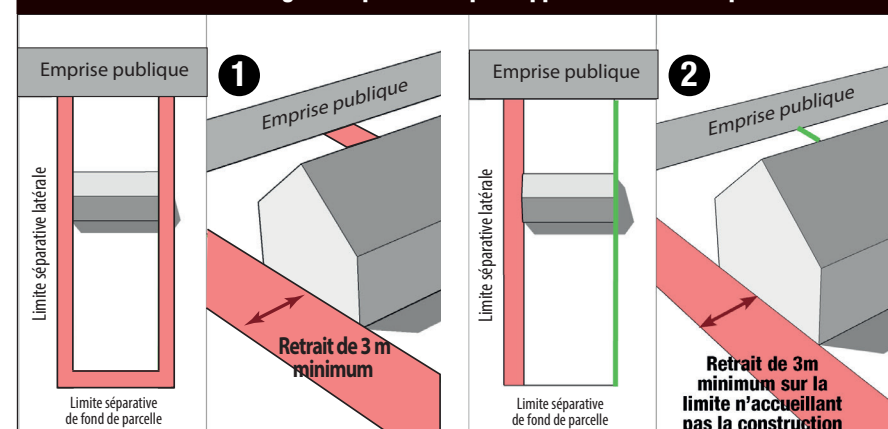 Emprise publique
1
Emprise publique
Limite séparative latérale
Retrait de 3 m
minimum
Limite séparative
de fond de parcelle
Emprise publique
2
Emprise publique
Limite séparative latérale
Retrait de 3m
minimum sur la
limite n'accueillant
pas la construction
Limite séparative
de fond de parcelle